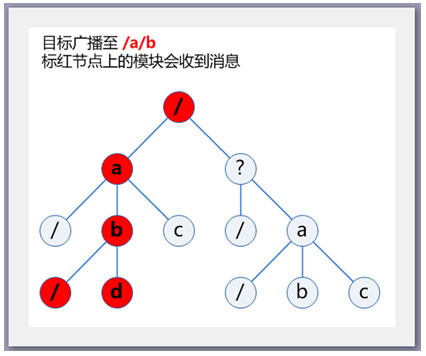 目标广播至 /a/b
标红节点上的模块会收到消息
/
a ?
/ b c / a
/ d / b c